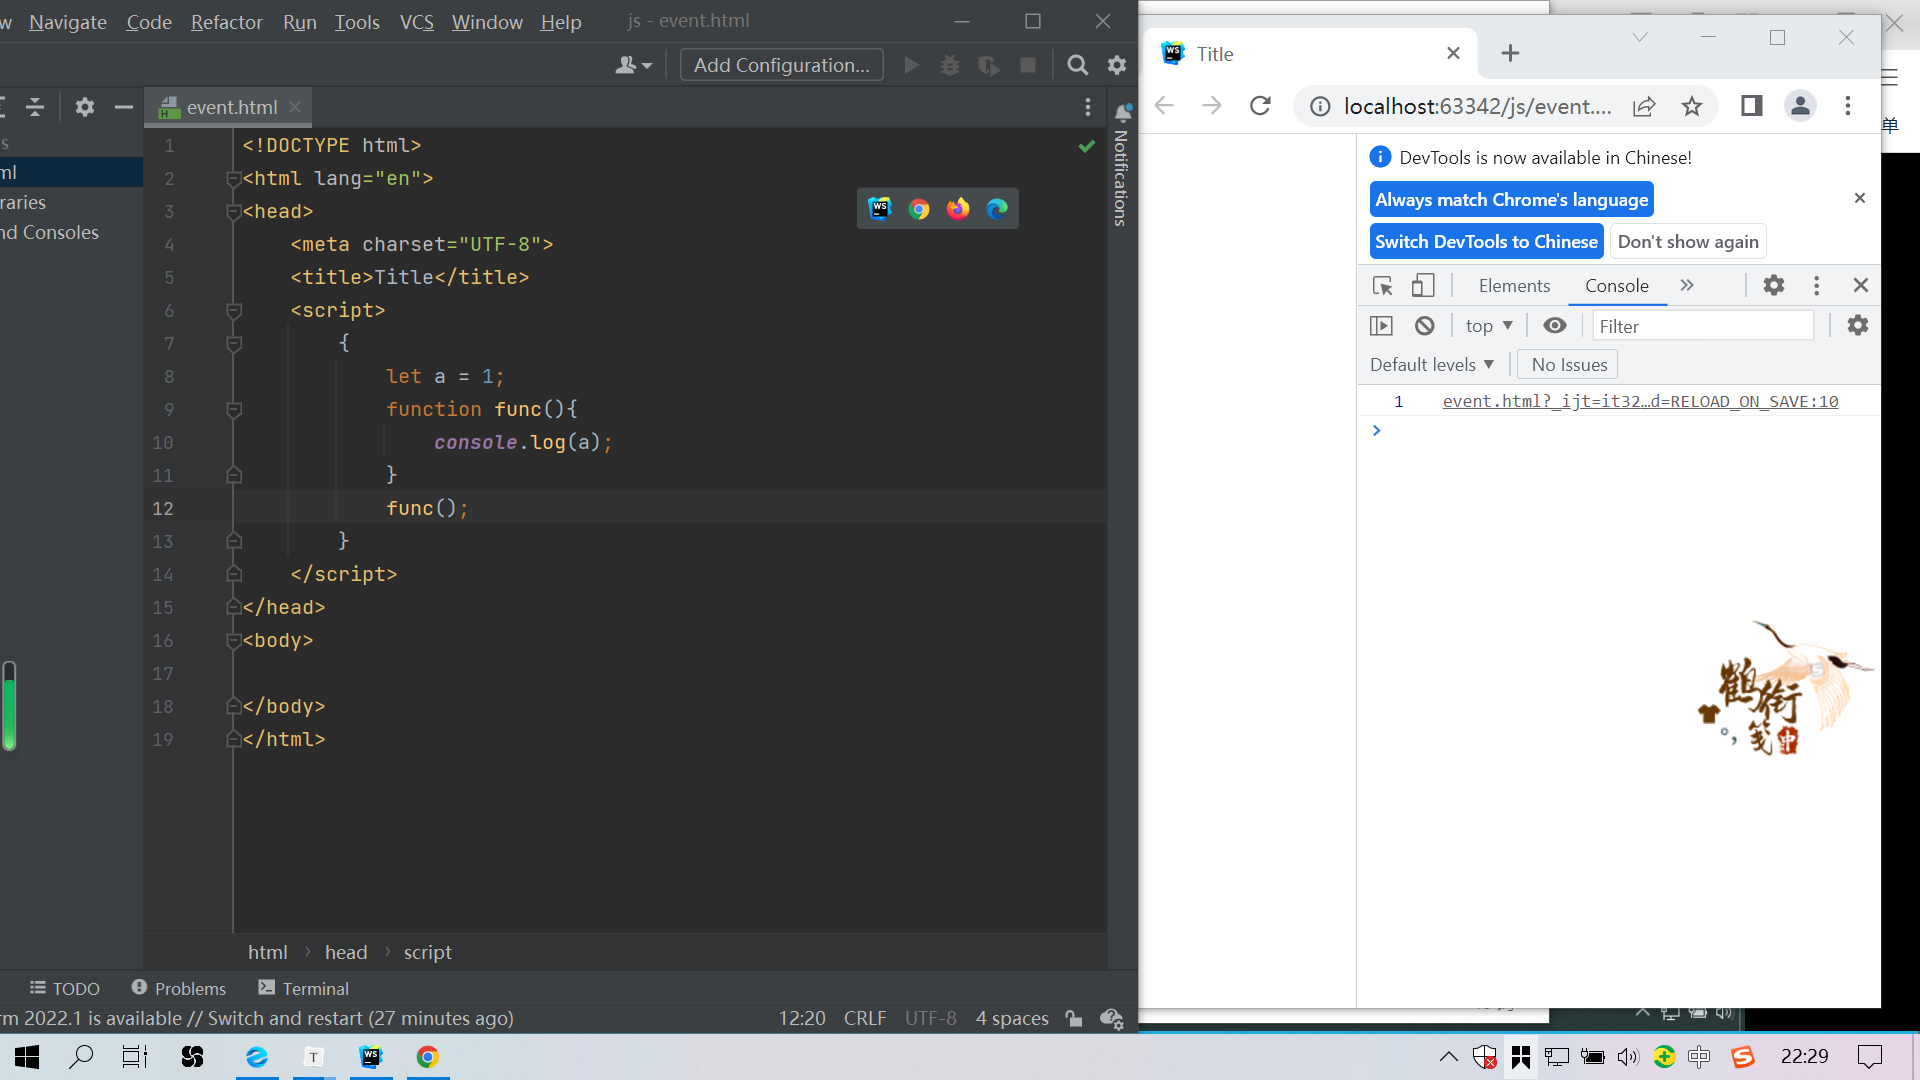 w Navigate Code Refactor Run Tools VCS Window Help js - event.html
Add Configuration...
event.html
s
ml
raries
nd Consoles
1 <!DOCTYPE html>
2 <html lang="en">
3 <head>
4 <meta charset="UTF-8">
5 <title>Title</title>
6 <script>
7 {
8 let a = 1;
9 function func(){
10 console.log(a);
11 }
12 func();
13 }
14 </script>
15 </head>
16 <body>
17
18 </body>
19 </html>
Notifications
html › head › script
TODO Problems Terminal
rm 2022.1 is available // Switch and restart (27 minutes ago) 12:20 CRLF UTF-8 4 spaces
Title
localhost:63342/js/event....
单
DevTools is now available in Chinese!
Always match Chrome's language
Switch DevTools to Chinese Don't show again
Elements Console »
top ▼ Filter
Default levels ▼ No Issues
1 event.html?_ijt=it32…d=RELOAD_ON_SAVE:10
鹤衔笺
中
中 22:29